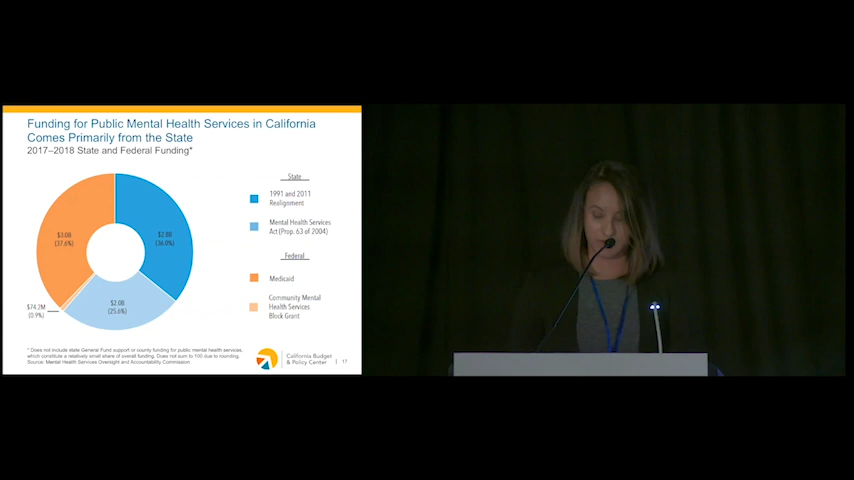 Funding for Public Mental Health Services in California
Comes Primarily from the State
2017–2018 State and Federal Funding*
State
1991 and 2011
Realignment
Mental Health Services
Act (Prop. 63 of 2004)
Federal
Medicaid
Community Mental
Health Services
Block Grant
$3.0B
(37.6%)
$2.8B
(36.0%)
$2.0B
(25.6%)
$74.2M
(0.9%)
* Does not include state General Fund support or county funding for public mental health services,
which constitute a relatively small share of overall funding. Does not sum to 100 due to rounding.
Source: Mental Health Services Oversight and Accountability Commission
California Budget
& Policy Center
17